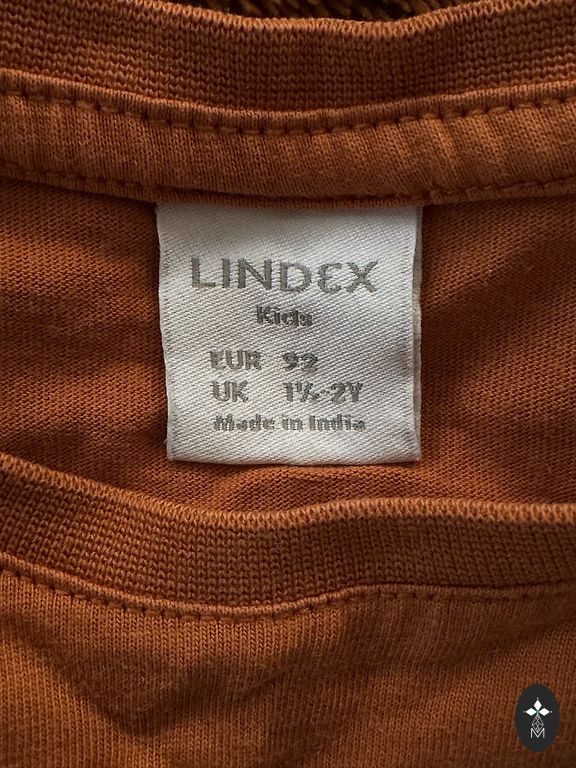 LINDEX
Kids
EUR 92
UK 1½-2Y
Made in India
M